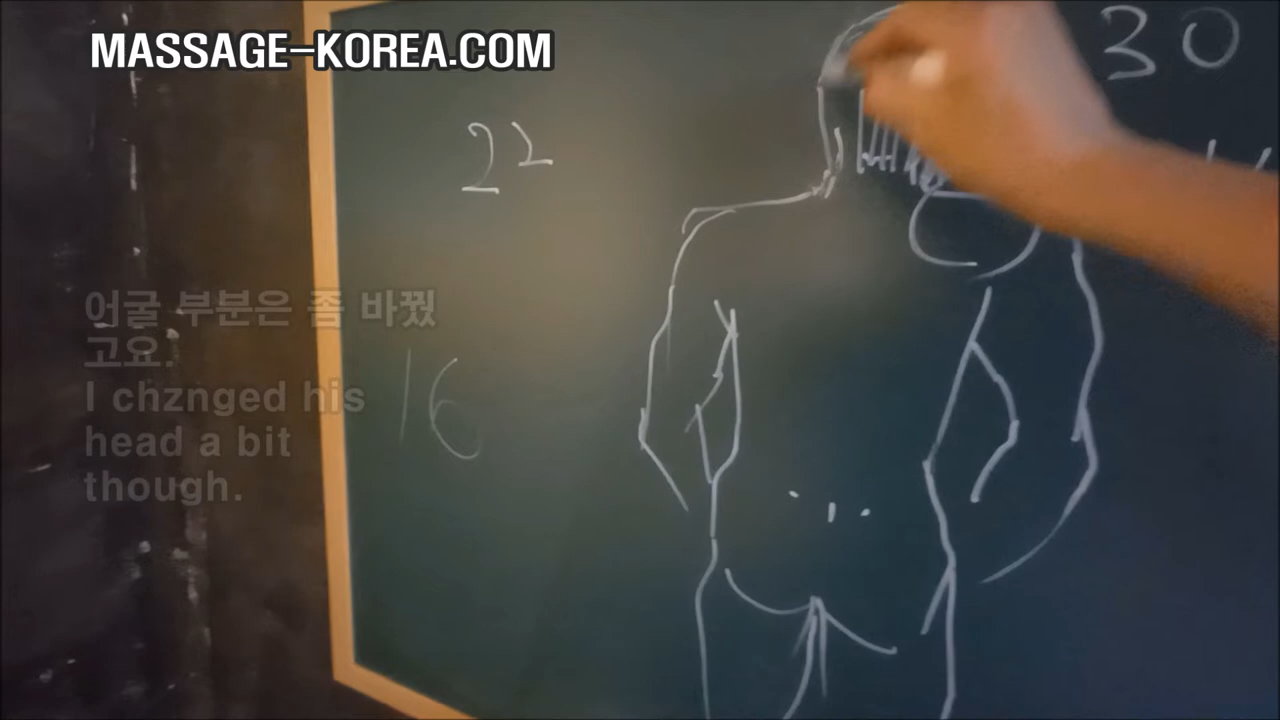 MASSAGE-KOREA.COM
30
22
어굴 부분은 좀 바꿨
고요.
I chznged his
head a bit
though.
16